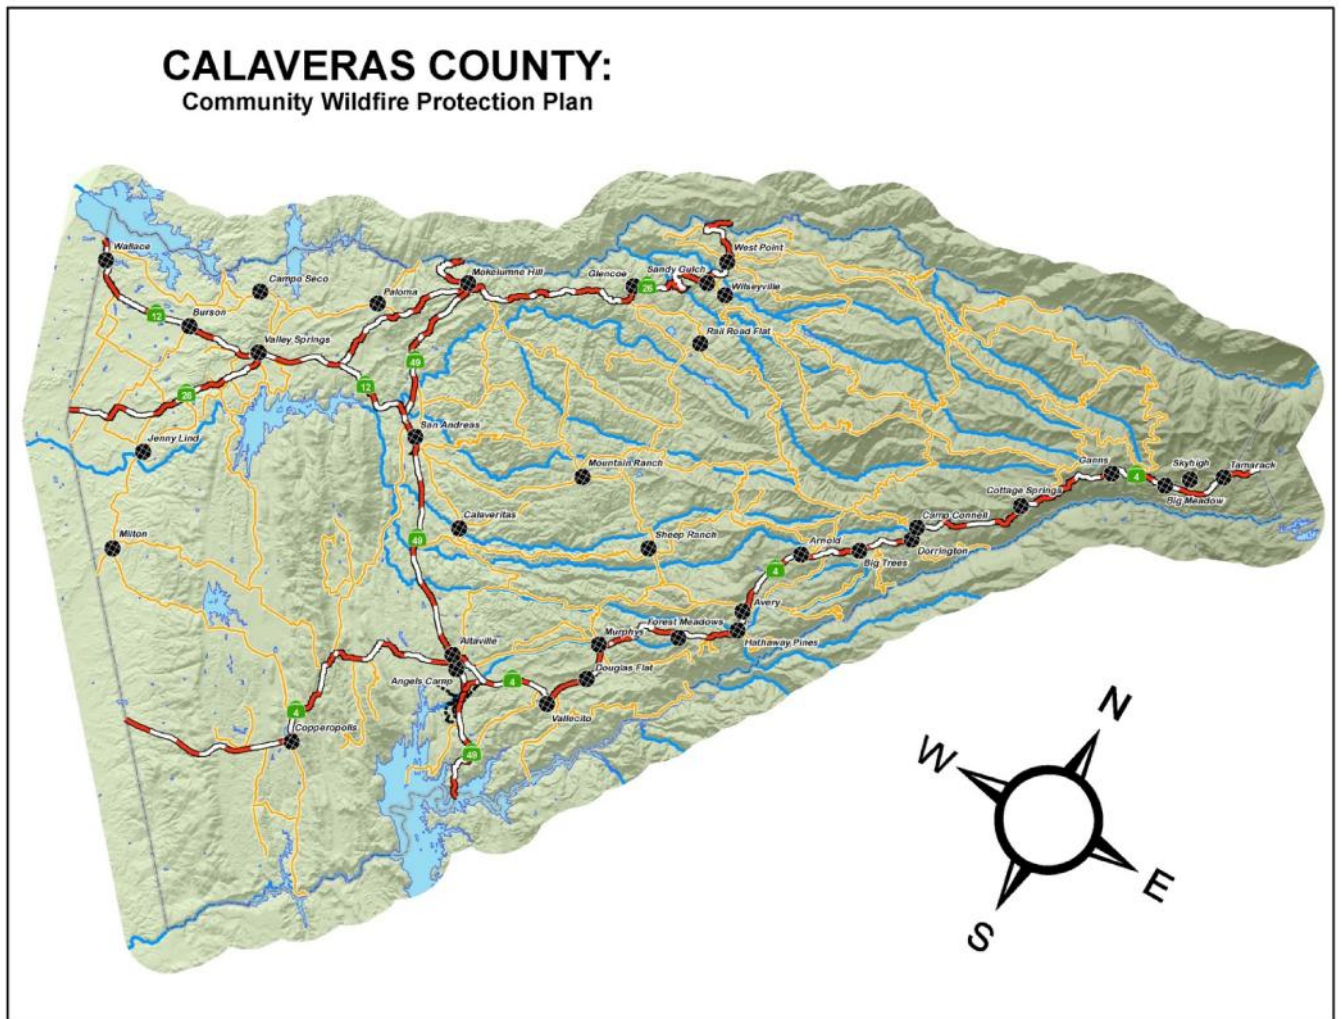 CALAVERAS COUNTY:
Community Wildfire Protection Plan
Wallace
Campo Seco
Mokelumne Hill
Glencoe
Sandy Gulch
West Point
26
Wilseyville
Paloma
12
Burson
Rail Road Flat
Valley Springs
49
12
26
San Andreas
Jenny Lind
Mountain Ranch
Ganns
Skyhigh
Tamarack
4
Big Meadow
Cottage Springs
Calaveritas
Camp Connell
Milton
49
Sheep Ranch
Arnold
Dorrington
Big Trees
4
Avery
Forest Meadows
Murphys
Hathaway Pines
Altaville
Douglas Flat
Angels Camp
4
Vallecito
4
Copperopolis
49
N
W
E
S